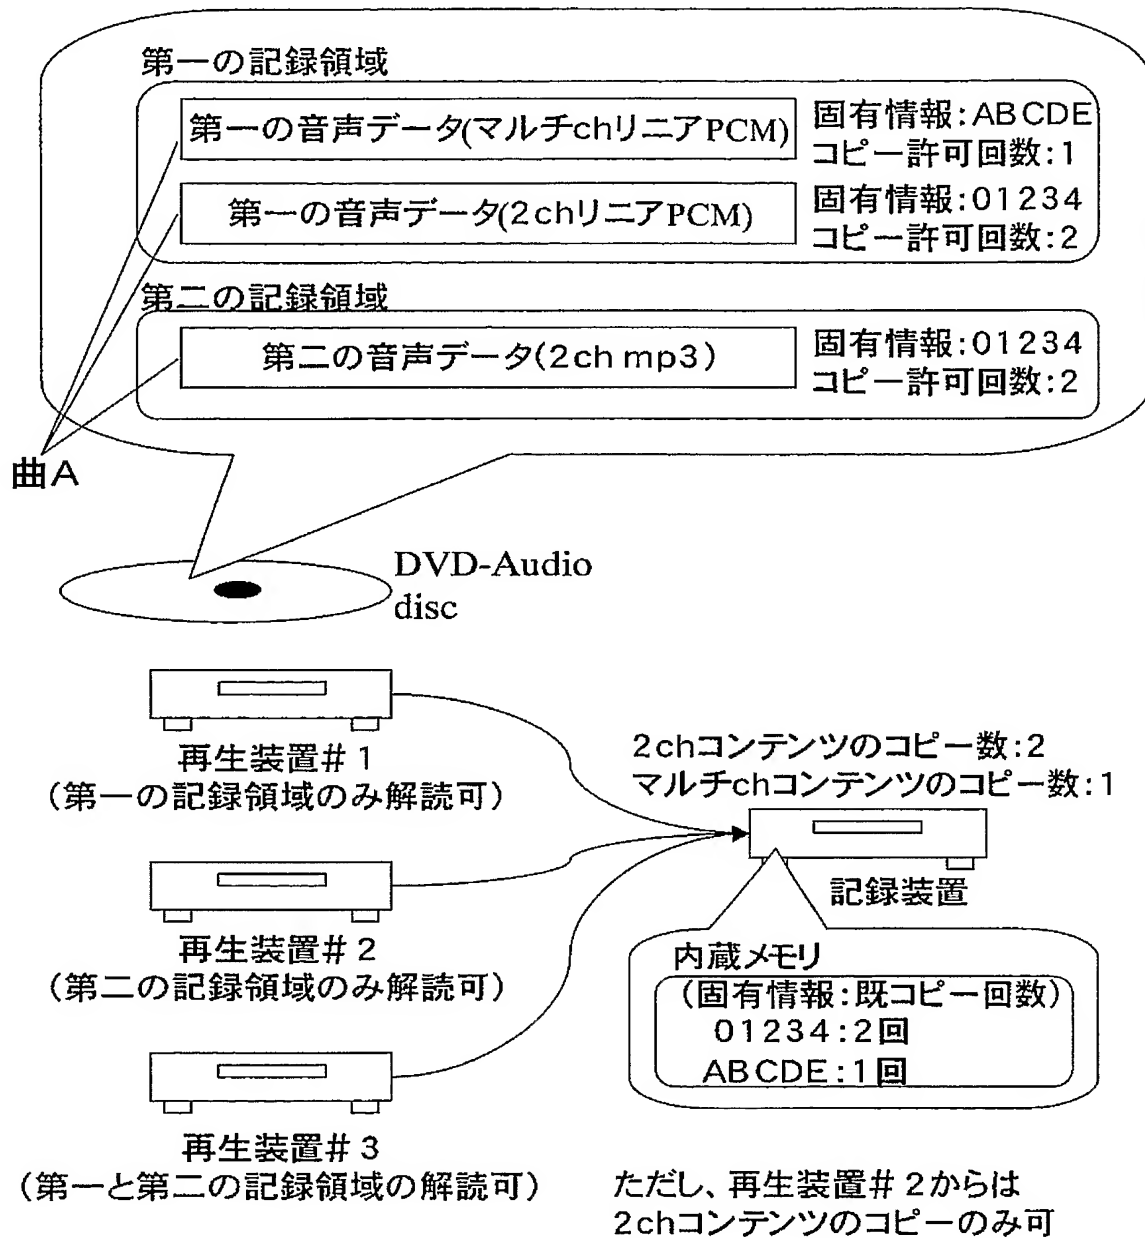 第一の記録領域
第一の音声データ(マルチchリニアPCM)
固有情報:ABCDE
コピー許可回数:1
第一の音声データ(2chリニアPCM)
固有情報:01234
コピー許可回数:2
第二の記録領域
第二の音声データ(2ch mp3)
固有情報:01234
コピー許可回数:2
曲A
DVD-Audio
disc
再生装置#1
(第一の記録領域のみ解読可)
再生装置#2
(第二の記録領域のみ解読可)
再生装置#3
(第一と第二の記録領域の解読可)
2chコンテンツのコピー数:2
マルチchコンテンツのコピー数:1
記録装置
内蔵メモリ
(固有情報:既コピー回数)
01234:2回
ABCDE:1回
ただし、再生装置#2からは
2chコンテンツのコピーのみ可